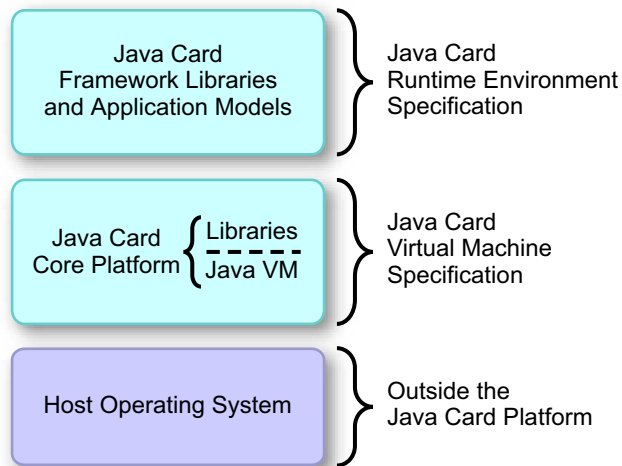 Java Card
Framework Libraries
and Application Models
Java Card
Runtime Environment
Specification
Java Card
Core Platform
Libraries
Java VM
Java Card
Virtual Machine
Specification
Host Operating System
Outside the
Java Card Platform